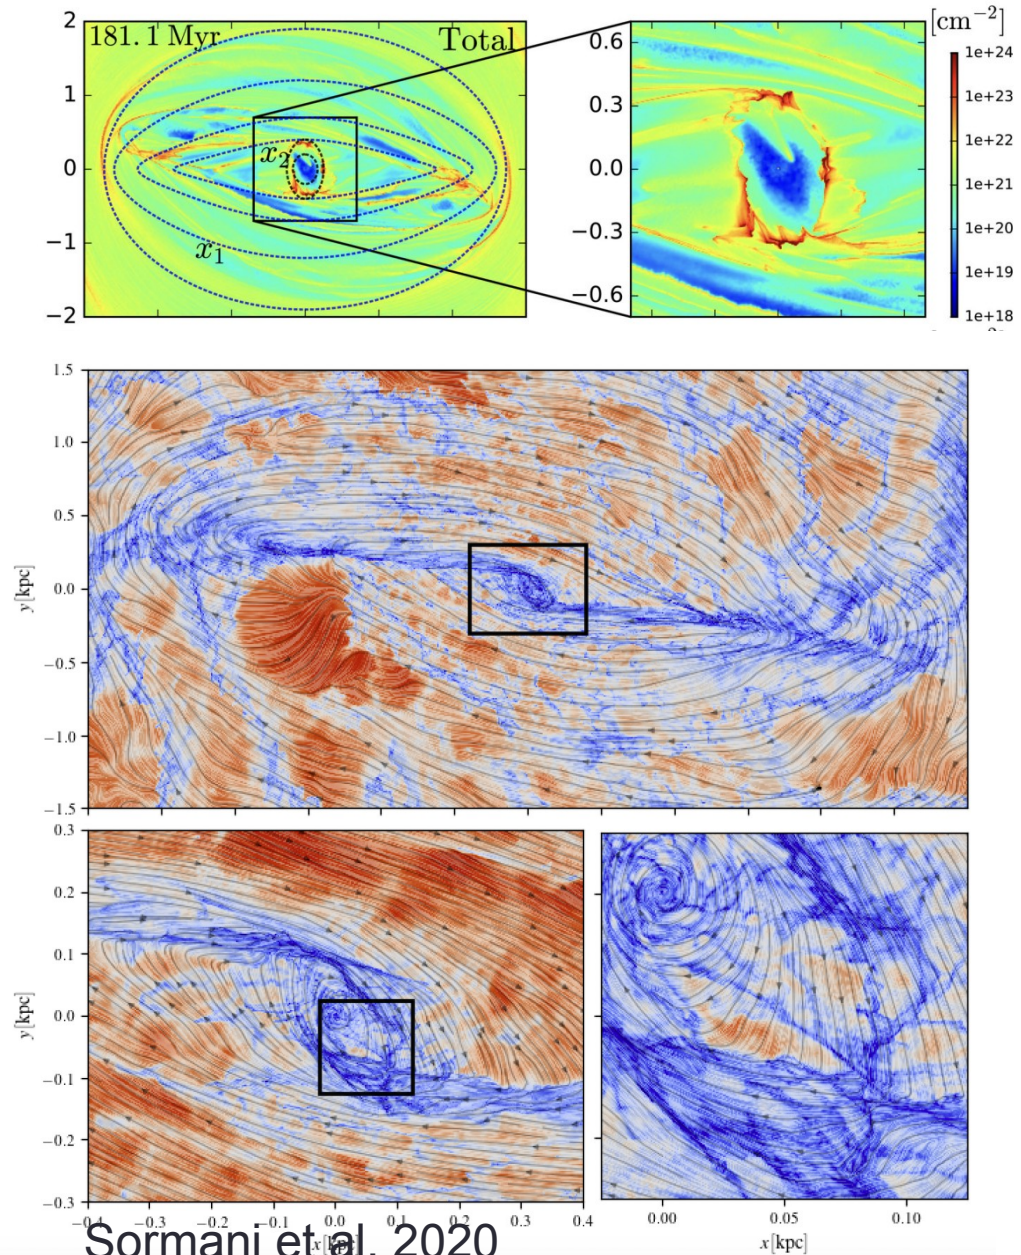 [cm⁻²]
181.1 Myr
Total
x₂
x₁
2
1
0
−1
−2
0.6
0.3
0.0
−0.3
−0.6
1e+24
1e+23
1e+22
1e+21
1e+20
1e+19
1e+18
1.5
1.0
0.5
0.0
−0.5
−1.0
−1.5
y[kpc]
0.3
0.2
0.1
0.0
−0.1
−0.2
−0.3
y[kpc]
−0.3
−0.2
−0.1
0.0
0.1
0.2
0.3
0.4
x[kpc]
0.00
0.05
0.10
x[kpc]
Sormani et al. 2020